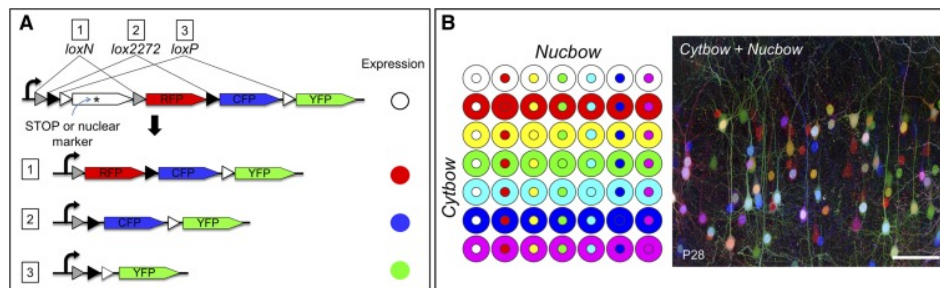 A
1 2 3
loxN lox2272 loxP
Expression
* RFP CFP YFP
STOP or nuclear
marker
1 RFP CFP YFP
2 CFP YFP
3 YFP
B
Nucbow
Cytbow
Cytbow + Nucbow
P28